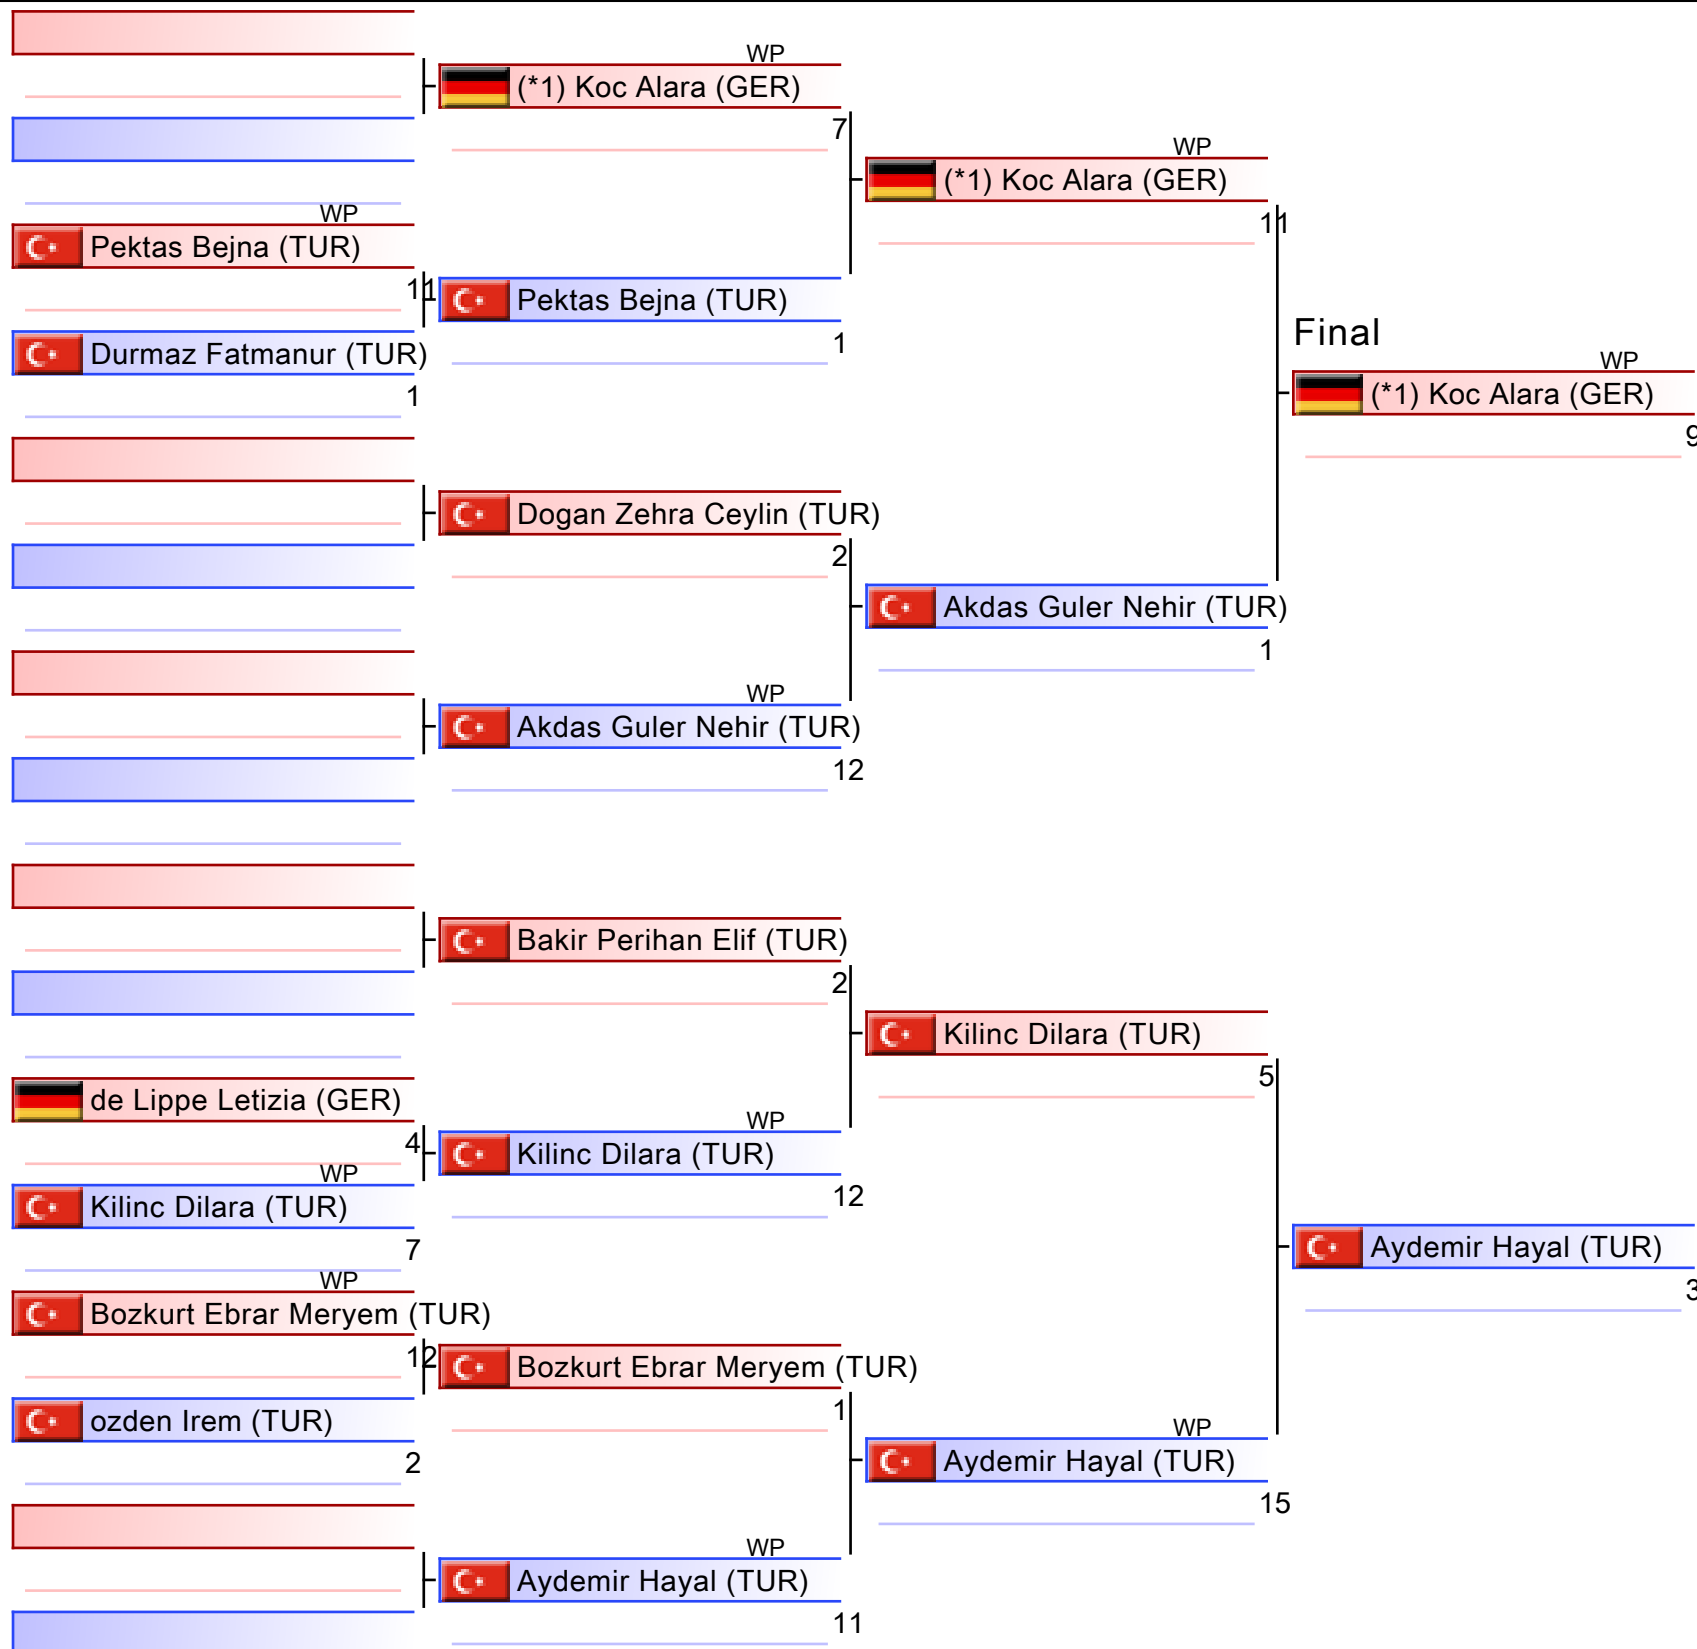 WP
(*1) Koc Alara (GER)
7
WP
(*1) Koc Alara (GER)
11
WP
Pektas Bejna (TUR)
11
Pektas Bejna (TUR)
1
Durmaz Fatmanur (TUR)
1
Final
WP
(*1) Koc Alara (GER)
9
Dogan Zehra Ceylin (TUR)
2
Akdas Guler Nehir (TUR)
1
WP
Akdas Guler Nehir (TUR)
12
Bakir Perihan Elif (TUR)
2
Kilinc Dilara (TUR)
5
de Lippe Letizia (GER)
4
WP
Kilinc Dilara (TUR)
12
WP
Kilinc Dilara (TUR)
7
Aydemir Hayal (TUR)
3
WP
Bozkurt Ebrar Meryem (TUR)
12
Bozkurt Ebrar Meryem (TUR)
1
ozden Irem (TUR)
2
WP
Aydemir Hayal (TUR)
15
WP
Aydemir Hayal (TUR)
11